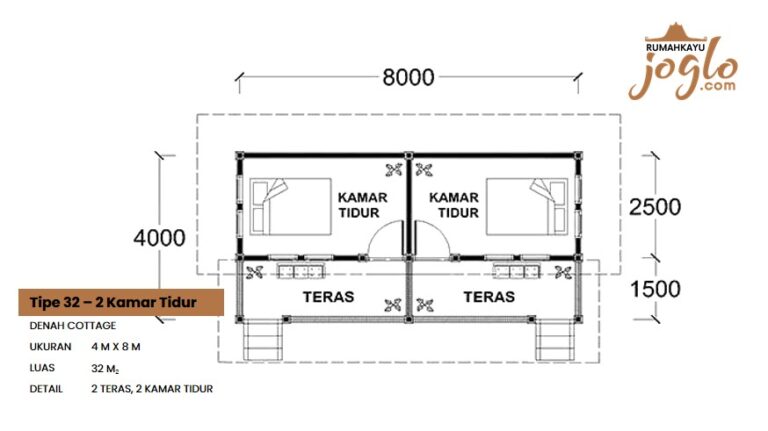 RUMAHKAYU
joglo
.com
8000
KAMAR
TIDUR
KAMAR
TIDUR
2500
4000
1500
TERAS
TERAS
Tipe 32 – 2 Kamar Tidur
DENAH COTTAGE
UKURAN 4 M X 8 M
LUAS 32 M₂
DETAIL 2 TERAS, 2 KAMAR TIDUR